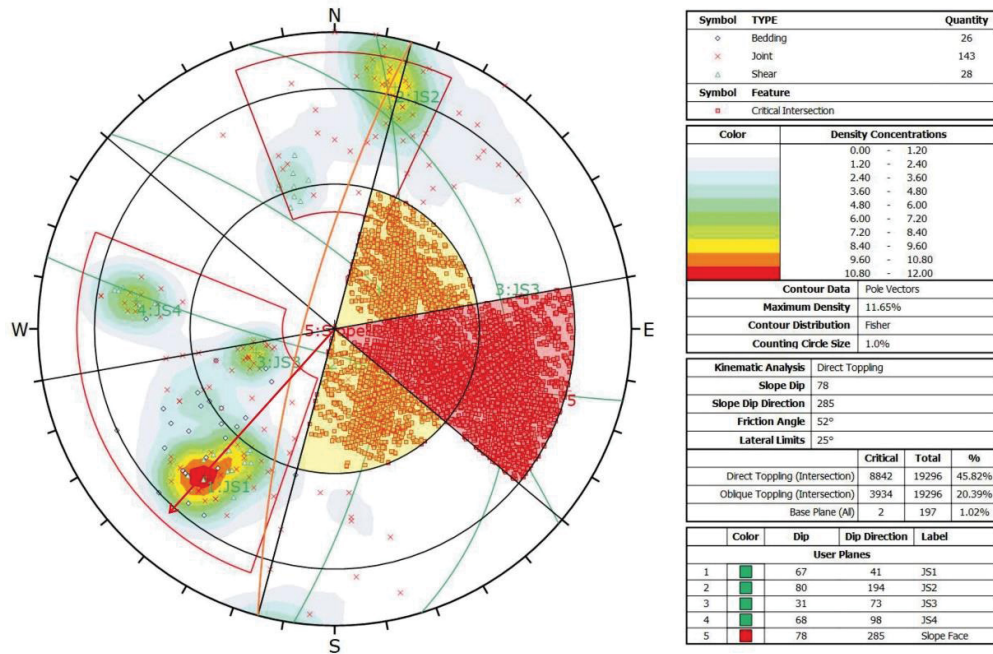 N
2:JS2
3:JS3
4:JS4
W
5:Slope
E
3:JS3
5
1:JS1
S
Symbol TYPE Quantity
Bedding 26
Joint 143
Shear 28
Symbol Feature
Critical Intersection
Color Density Concentrations
0.00 - 1.20
1.20 - 2.40
2.40 - 3.60
3.60 - 4.80
4.80 - 6.00
6.00 - 7.20
7.20 - 8.40
8.40 - 9.60
9.60 - 10.80
10.80 - 12.00
Contour Data Pole Vectors
Maximum Density 11.65%
Contour Distribution Fisher
Counting Circle Size 1.0%
Kinematic Analysis Direct Toppling
Slope Dip 78
Slope Dip Direction 285
Friction Angle 52°
Lateral Limits 25°
Critical Total %
Direct Toppling (Intersection) 8842 19296 45.82%
Oblique Toppling (Intersection) 3934 19296 20.39%
Base Plane (All) 2 197 1.02%
Color Dip Dip Direction Label
User Planes
1 67 41 JS1
2 80 194 JS2
3 31 73 JS3
4 68 98 JS4
5 78 285 Slope Face